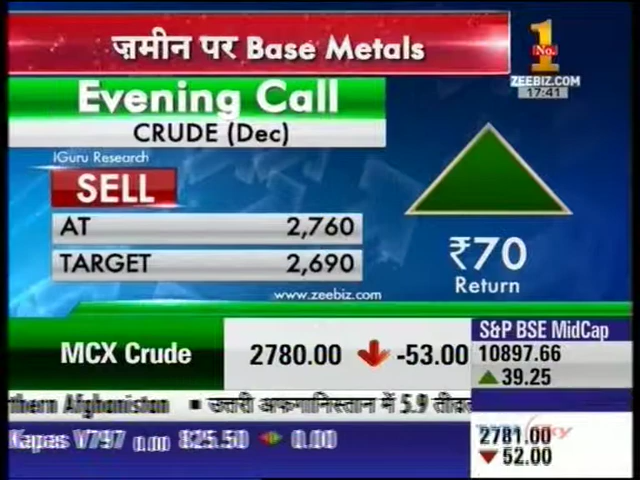 ज़मीन पर Base Metals
1
No.
ZEEBIZ.COM
17:41
Evening Call
CRUDE (Dec)
IGuru Research
SELL
AT 2,760
TARGET 2,690
₹70
Return
www.zeebiz.com
MCX Crude 2780.00 -53.00
S&P BSE MidCap
10897.66
39.25
thern Afghanistan ▪ उत्तरी अफगानिस्तान में 5.9 तीव्र
Kapas V797 0.00 825.50 0.00
2781.00
52.00